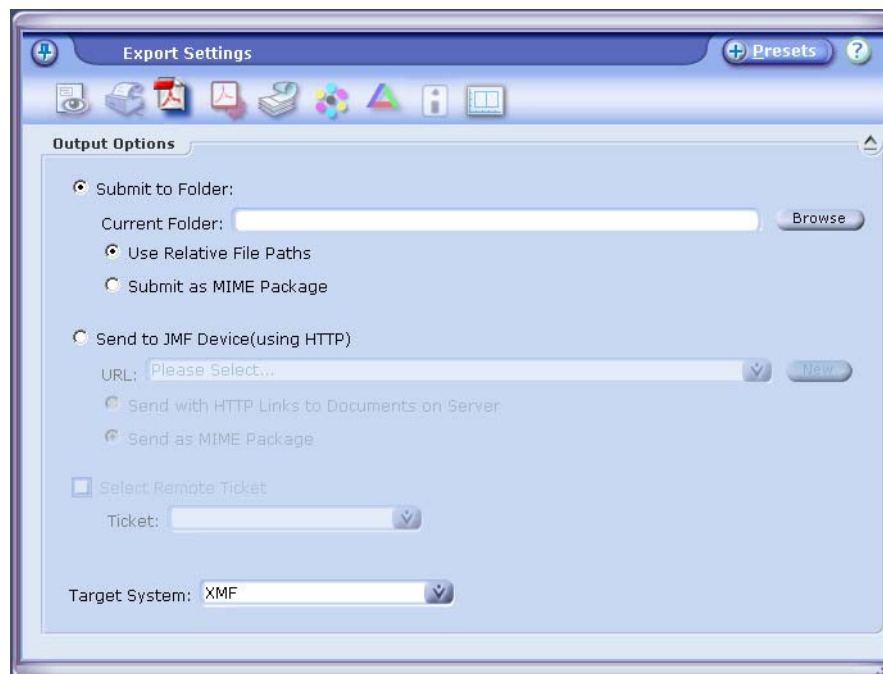 Export Settings
Presets
?
Output Options
Submit to Folder:
Current Folder:
Browse
Use Relative File Paths
Submit as MIME Package
Send to JMF Device(using HTTP)
URL: Please Select...
New
Send with HTTP Links to Documents on Server
Send as MIME Package
Select Remote Ticket
Ticket:
Target System: XMF